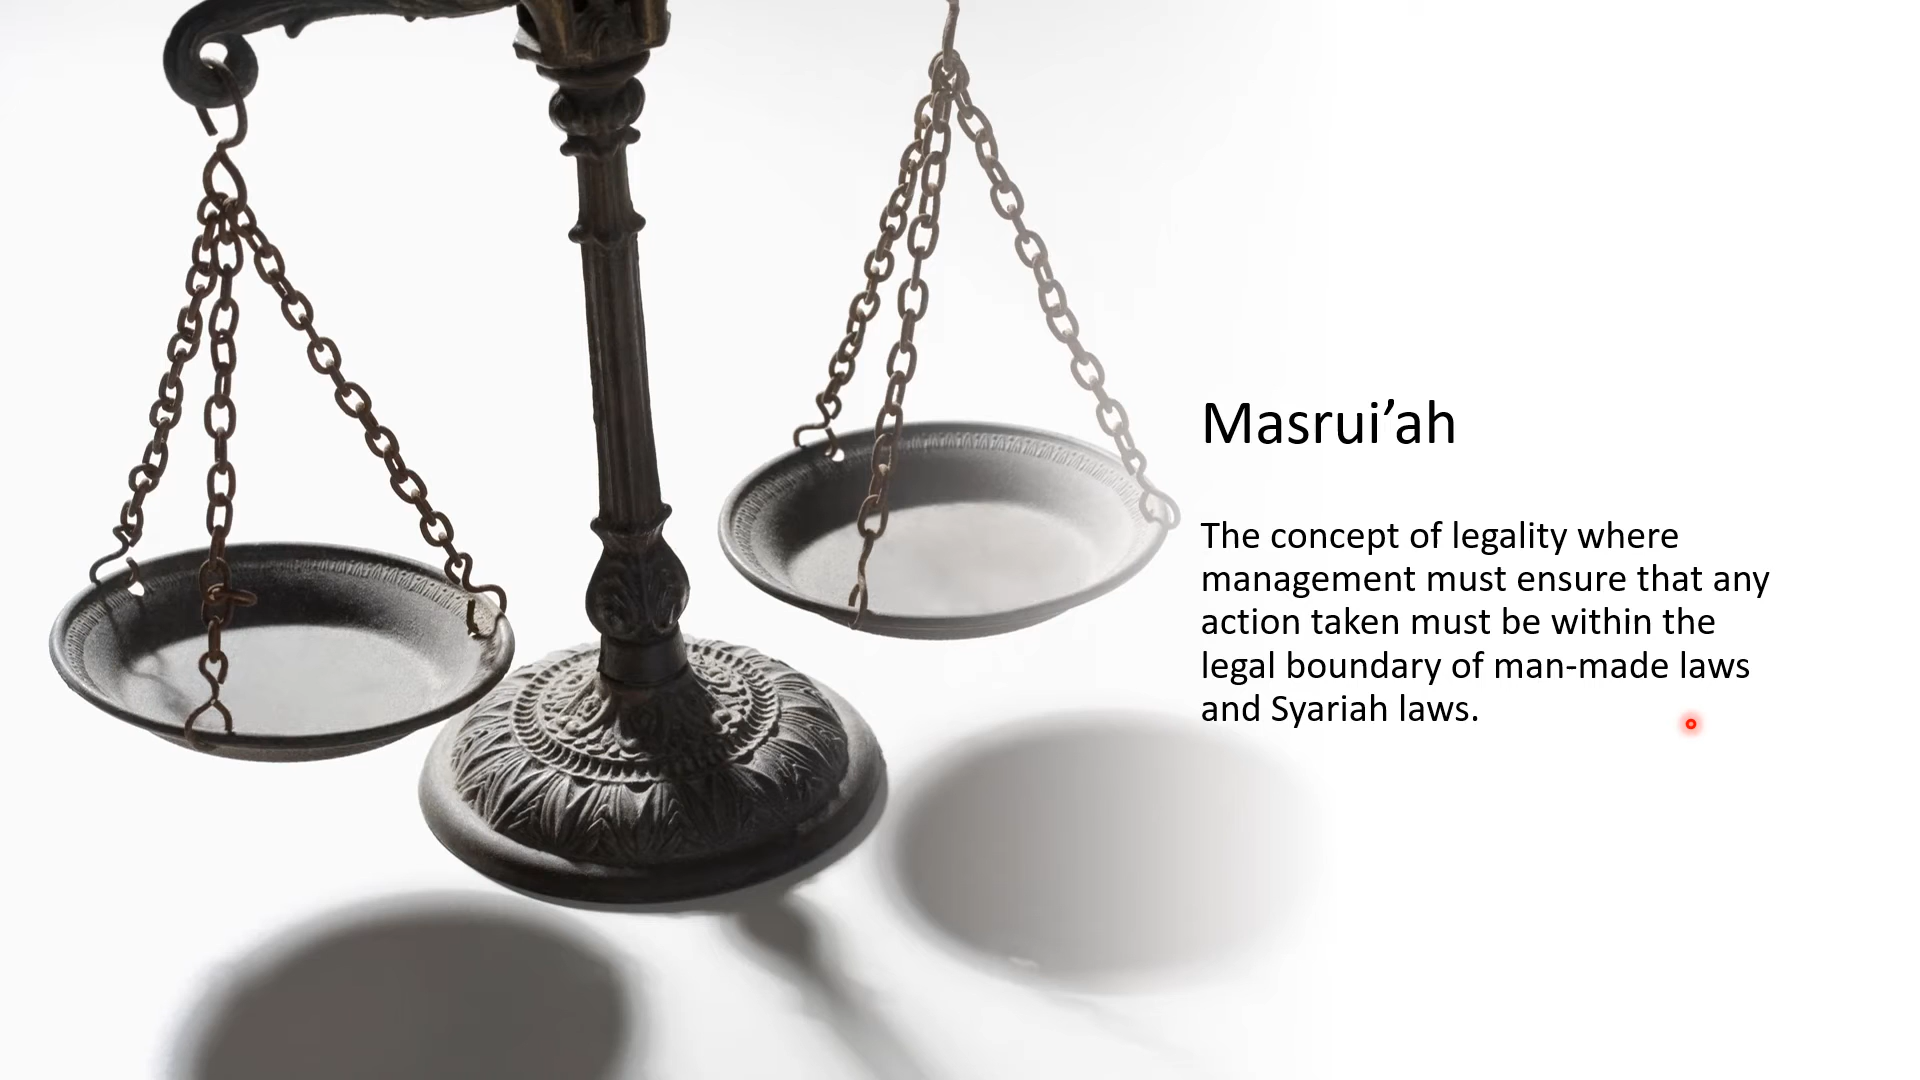 Masrui’ah
The concept of legality where
management must ensure that any
action taken must be within the
legal boundary of man-made laws
and Syariah laws.